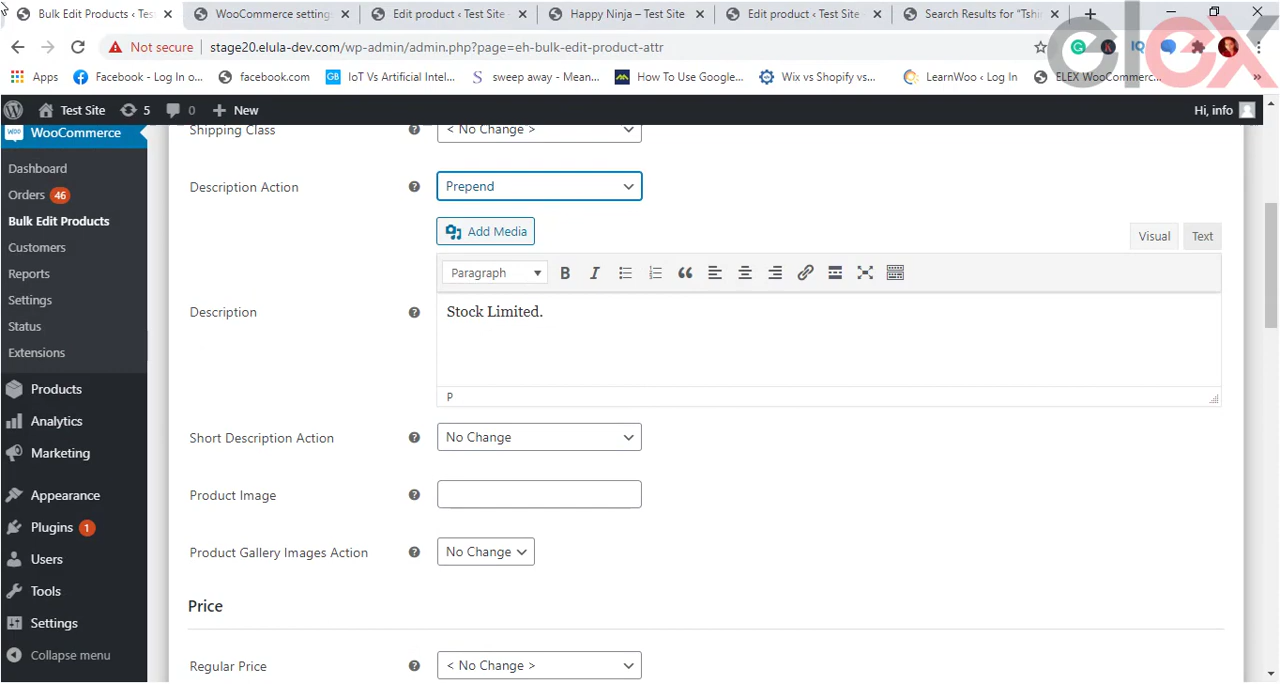 Bulk Edit Products ‹ Tes
WooCommerce setting
Edit product ‹ Test Site -
Happy Ninja – Test Site
Edit product ‹ Test Site
Search Results for "Tshir
Not secure | stage20.elula-dev.com/wp-admin/admin.php?page=eh-bulk-edit-product-attr
Apps
Facebook - Log In o...
facebook.com
GB IoT Vs Artificial Intel...
S sweep away - Mean...
How To Use Google...
Wix vs Shopify vs...
LearnWoo ‹ Log In
ELEX WooCommerc...
elex
Test Site 5 0 New
Hi, info
WooCommerce
Dashboard
Orders 46
Bulk Edit Products
Customers
Reports
Settings
Status
Extensions
Products
Analytics
Marketing
Appearance
Plugins 1
Users
Tools
Settings
Collapse menu
Shipping Class ? < No Change >
Description Action ? Prepend
Add Media
Visual Text
Paragraph B I
Description ? Stock Limited.
P
Short Description Action ? No Change
Product Image ?
Product Gallery Images Action ? No Change
Price
Regular Price ? < No Change >